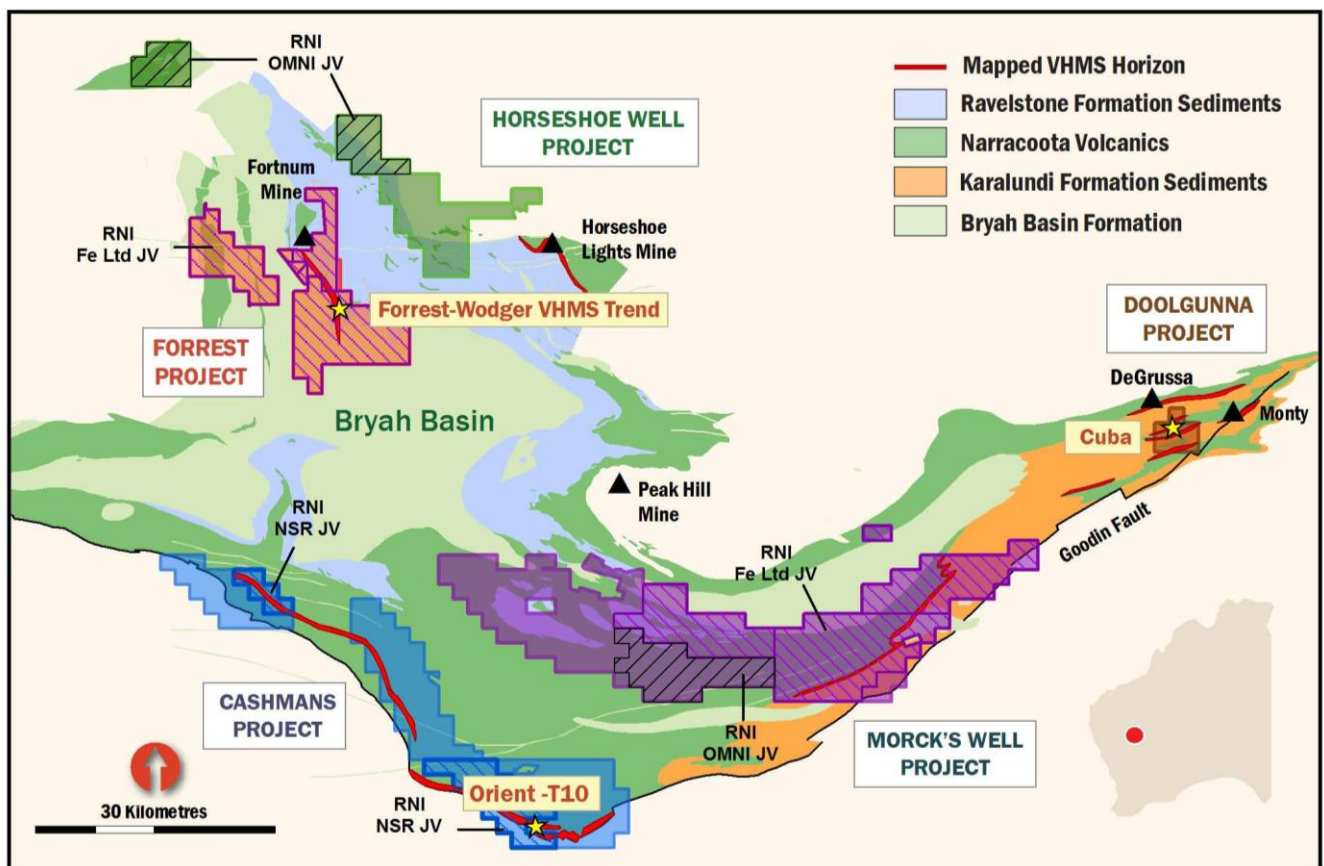 RNI
OMNI JV
HORSESHOE WELL
PROJECT
Mapped VHMS Horizon
Ravelstone Formation Sediments
Narracoota Volcanics
Karalundi Formation Sediments
Bryah Basin Formation
Fortnum
Mine
RNI
Fe Ltd JV
Horseshoe
Lights Mine
Forrest-Wodger VHMS Trend
FORREST
PROJECT
DOOLGUNNA
PROJECT
DeGrussa
Monty
Cuba
Bryah Basin
Peak Hill
Mine
RNI
NSR JV
Goodin Fault
RNI
Fe Ltd JV
CASHMANS
PROJECT
RNI
OMNI JV
MORCK'S WELL
PROJECT
30 Kilometres
Orient -T10
RNI
NSR JV